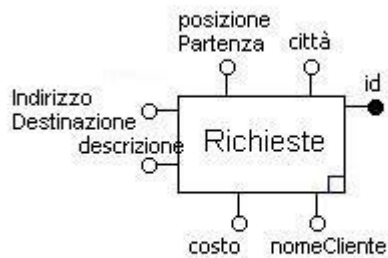 posizione
Partenza
città
id
Indirizzo
Destinazione
descrizione
Richieste
costo
nomeCliente